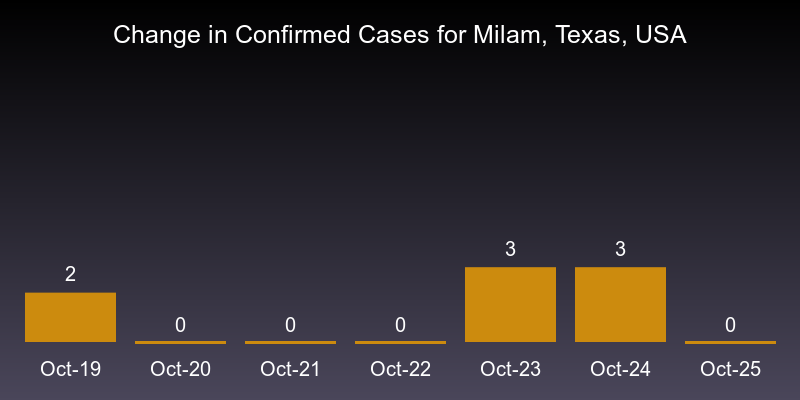 Change in Confirmed Cases for Milam, Texas, USA
2 0 0 0 3 3 0
Oct-19 Oct-20 Oct-21 Oct-22 Oct-23 Oct-24 Oct-25